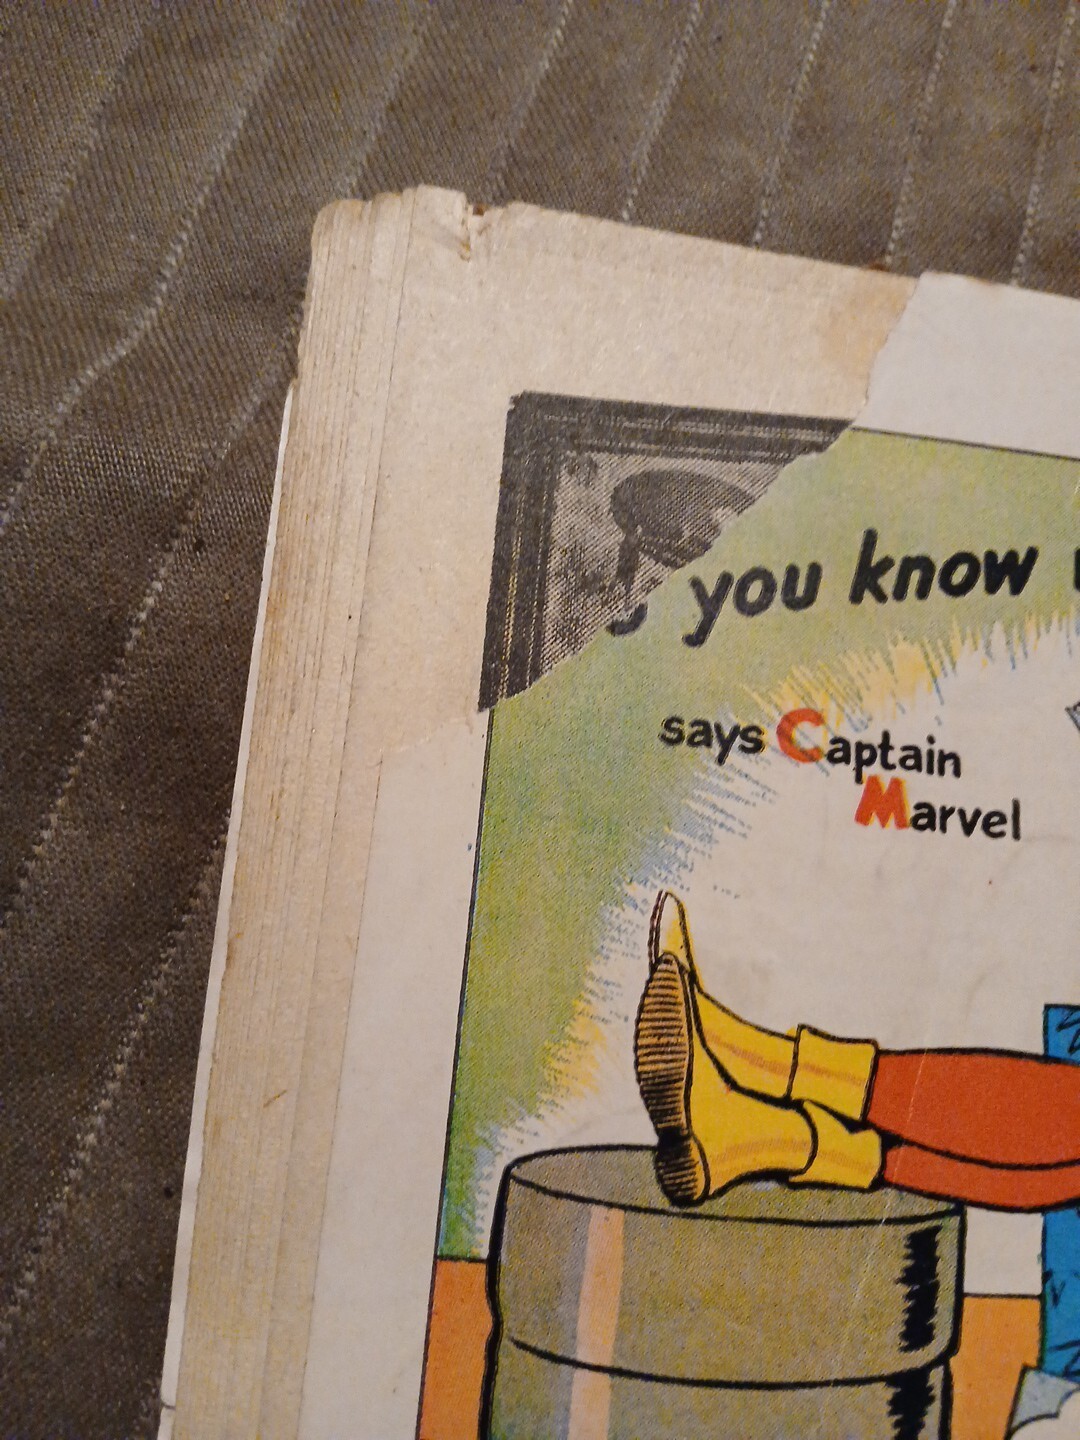 you know
says Captain
Marvel